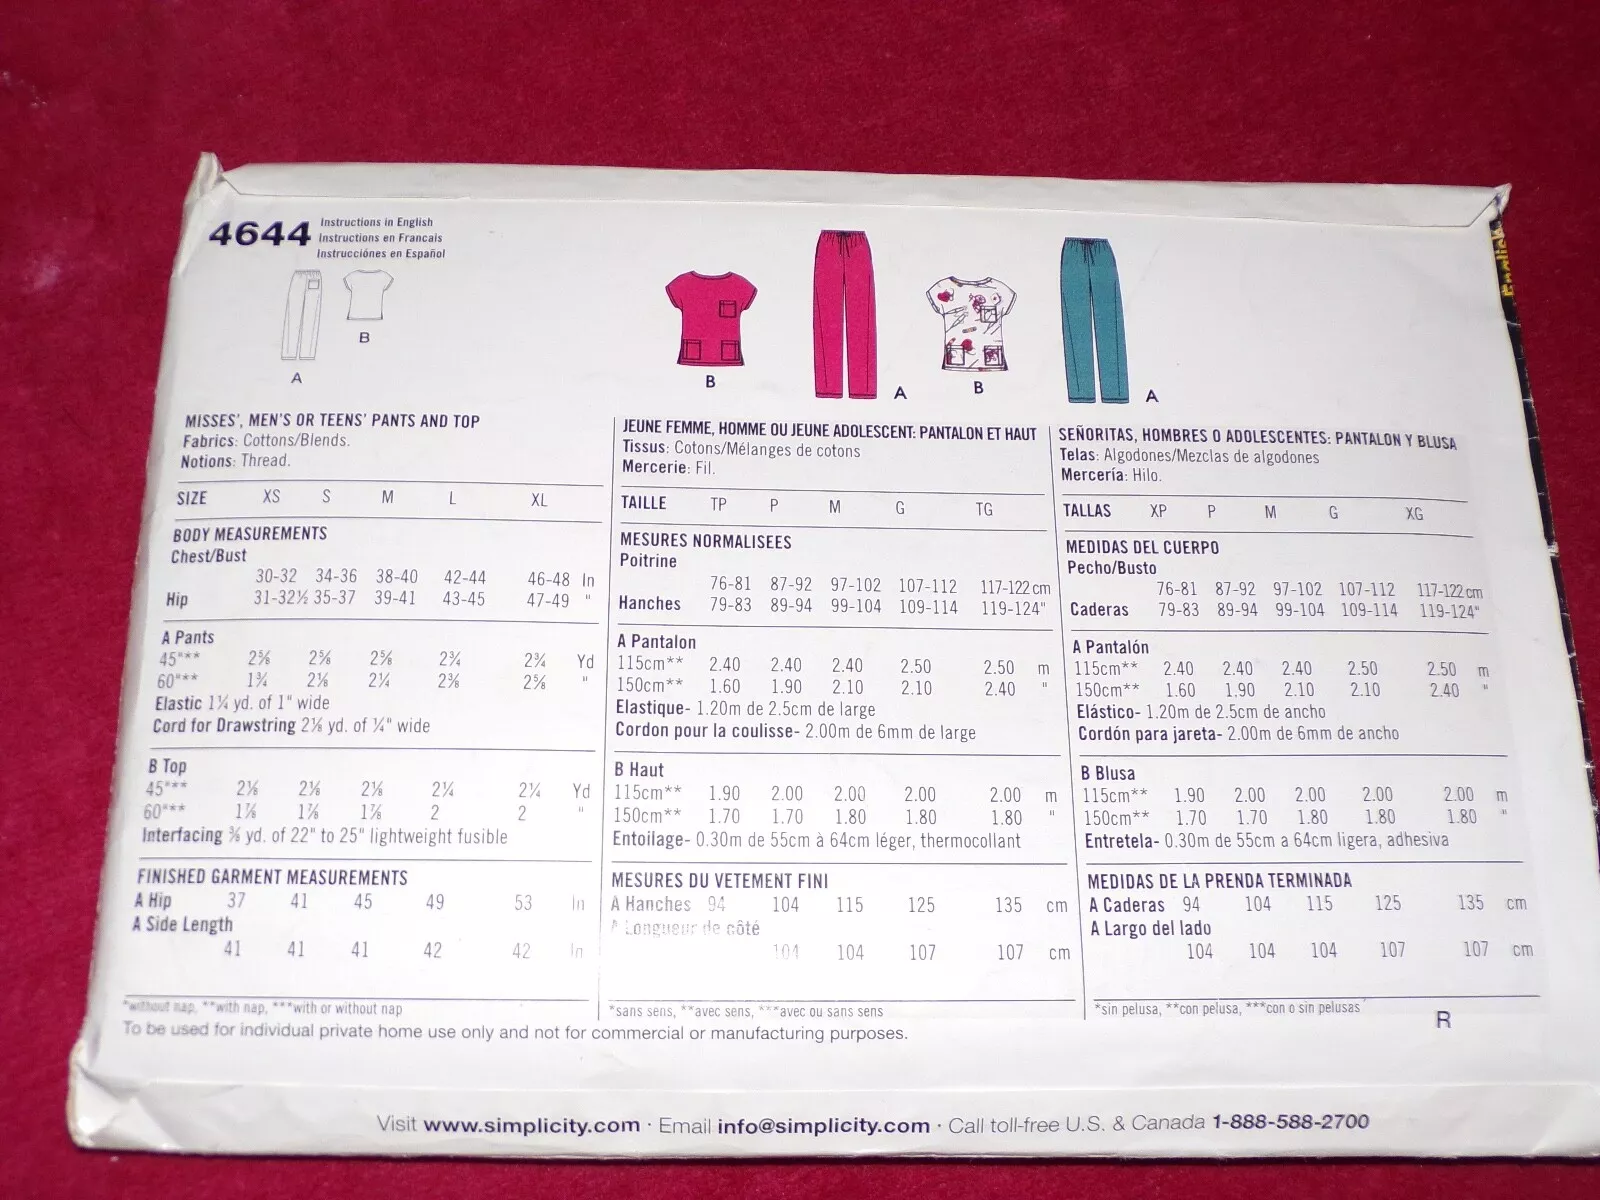 4644
Instructions in English
Instructions en Francais
Instrucciónes en Español
B
A
B
A
B
A
MISSES', MEN'S OR TEENS' PANTS AND TOP
Fabrics: Cottons/Blends.
Notions: Thread.
SIZE XS S M L XL
BODY MEASUREMENTS
Chest/Bust
30-32 34-36 38-40 42-44 46-48 In
Hip 31-32½ 35-37 39-41 43-45 47-49 "
A Pants
45"** 2⅝ 2⅝ 2⅝ 2¾ 2¾ Yd
60"** 1¾ 2⅛ 2¼ 2⅜ 2⅝ "
Elastic 1¼ yd. of 1" wide
Cord for Drawstring 2⅛ yd. of ¼" wide
B Top
45"*** 2⅛ 2⅛ 2⅛ 2¼ 2¼ Yd
60"*** 1⅞ 1⅞ 1⅞ 2 2 "
Interfacing ⅜ yd. of 22" to 25" lightweight fusible
FINISHED GARMENT MEASUREMENTS
A Hip 37 41 45 49 53 In
A Side Length
41 41 41 42 42 In
*without nap, **with nap, ***with or without nap
JEUNE FEMME, HOMME OU JEUNE ADOLESCENT: PANTALON ET HAUT
Tissus: Cotons/Mélanges de cotons
Mercerie: Fil.
TAILLE TP P M G TG
MESURES NORMALISEES
Poitrine
76-81 87-92 97-102 107-112 117-122 cm
Hanches 79-83 89-94 99-104 109-114 119-124"
A Pantalon
115cm** 2.40 2.40 2.40 2.50 2.50 m
150cm** 1.60 1.90 2.10 2.10 2.40 "
Elastique- 1.20m de 2.5cm de large
Cordon pour la coulisse- 2.00m de 6mm de large
B Haut
115cm** 1.90 2.00 2.00 2.00 2.00 m
150cm** 1.70 1.70 1.80 1.80 1.80 "
Entoilage- 0.30m de 55cm à 64cm léger, thermocollant
MESURES DU VETEMENT FINI
A Hanches 94 104 115 125 135 cm
A Longueur de côté
104 104 107 107 cm
*sans sens, **avec sens, ***avec ou sans sens
SEÑORITAS, HOMBRES O ADOLESCENTES: PANTALON Y BLUSA
Telas: Algodones/Mezclas de algodones
Mercería: Hilo.
TALLAS XP P M G XG
MEDIDAS DEL CUERPO
Pecho/Busto
76-81 87-92 97-102 107-112 117-122 cm
Caderas 79-83 89-94 99-104 109-114 119-124"
A Pantalón
115cm** 2.40 2.40 2.40 2.50 2.50 m
150cm** 1.60 1.90 2.10 2.10 2.40 "
Elástico- 1.20m de 2.5cm de ancho
Cordón para jareta- 2.00m de 6mm de ancho
B Blusa
115cm** 1.90 2.00 2.00 2.00 2.00 m
150cm** 1.70 1.70 1.80 1.80 1.80 "
Entretela- 0.30m de 55cm a 64cm ligera, adhesiva
MEDIDAS DE LA PRENDA TERMINADA
A Caderas 94 104 115 125 135 cm
A Largo del lado
104 104 104 107 107 cm
*sin pelusa, **con pelusa, ***con o sin pelusas
R
To be used for individual private home use only and not for commercial or manufacturing purposes.
Visit www.simplicity.com · Email info@simplicity.com · Call toll-free U.S. & Canada 1-888-588-2700
English